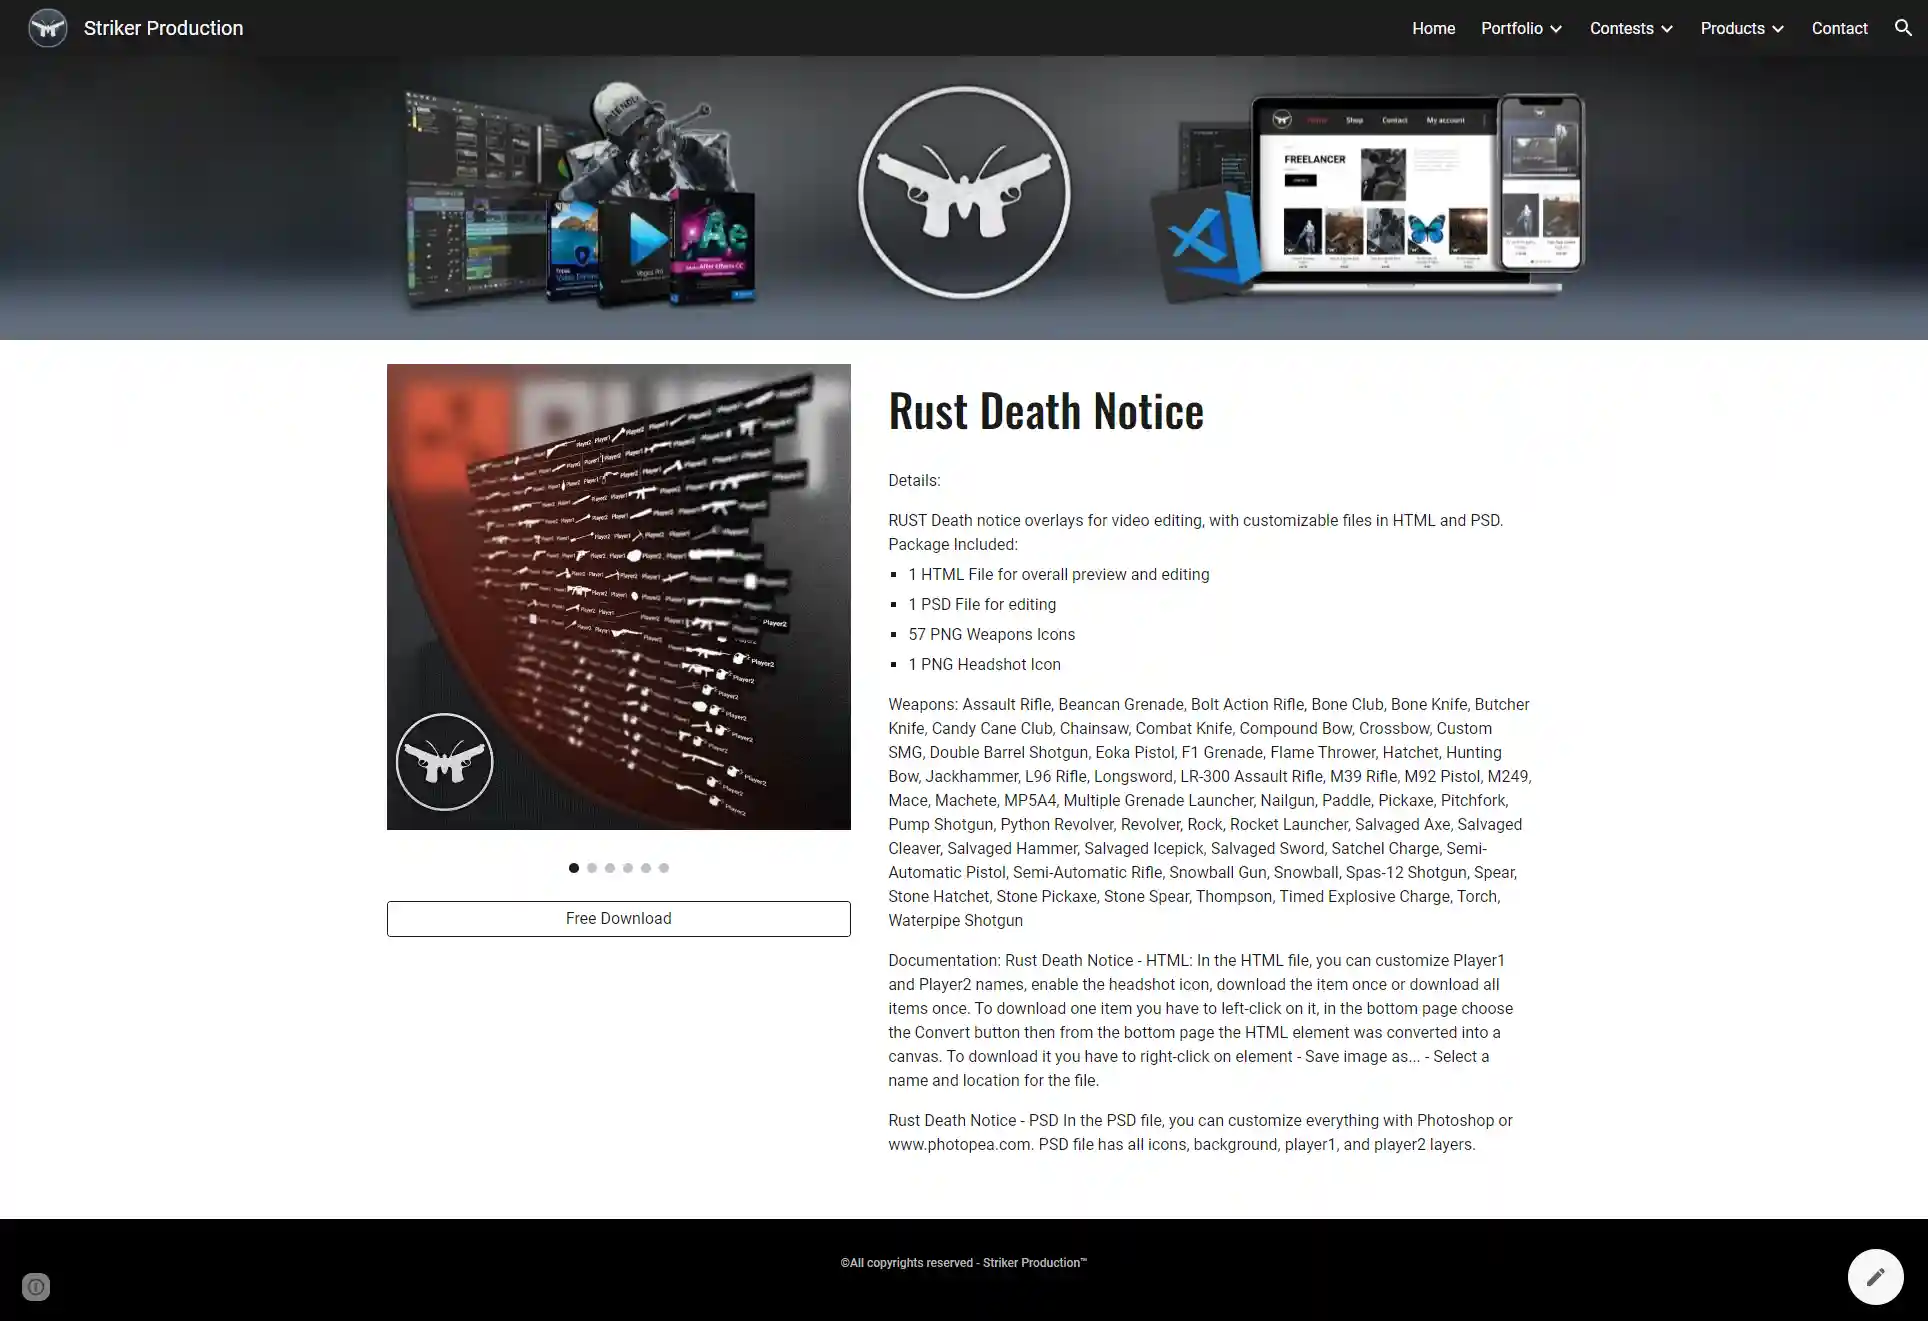 Striker Production
Home
Portfolio
Contests
Products
Contact
Shop
Contact
My account
FREELANCER
Vegas Pro
Ae
After Effects CC
Rust Death Notice
Details:
RUST Death notice overlays for video editing, with customizable files in HTML and PSD.
Package Included:
1 HTML File for overall preview and editing
1 PSD File for editing
57 PNG Weapons Icons
1 PNG Headshot Icon
Weapons: Assault Rifle, Beancan Grenade, Bolt Action Rifle, Bone Club, Bone Knife, Butcher
Knife, Candy Cane Club, Chainsaw, Combat Knife, Compound Bow, Crossbow, Custom
SMG, Double Barrel Shotgun, Eoka Pistol, F1 Grenade, Flame Thrower, Hatchet, Hunting
Bow, Jackhammer, L96 Rifle, Longsword, LR-300 Assault Rifle, M39 Rifle, M92 Pistol, M249,
Mace, Machete, MP5A4, Multiple Grenade Launcher, Nailgun, Paddle, Pickaxe, Pitchfork,
Pump Shotgun, Python Revolver, Revolver, Rock, Rocket Launcher, Salvaged Axe, Salvaged
Cleaver, Salvaged Hammer, Salvaged Icepick, Salvaged Sword, Satchel Charge, Semi-
Automatic Pistol, Semi-Automatic Rifle, Snowball Gun, Snowball, Spas-12 Shotgun, Spear,
Stone Hatchet, Stone Pickaxe, Stone Spear, Thompson, Timed Explosive Charge, Torch,
Waterpipe Shotgun
Documentation: Rust Death Notice - HTML: In the HTML file, you can customize Player1
and Player2 names, enable the headshot icon, download the item once or download all
items once. To download one item you have to left-click on it, in the bottom page choose
the Convert button then from the bottom page the HTML element was converted into a
canvas. To download it you have to right-click on element - Save image as... - Select a
name and location for the file.
Rust Death Notice - PSD In the PSD file, you can customize everything with Photoshop or
www.photopea.com. PSD file has all icons, background, player1, and player2 layers.
Player2
Player2
Player2
Player2
Player2
Player2
Player2
Player2
Free Download
©All copyrights reserved - Striker Production™